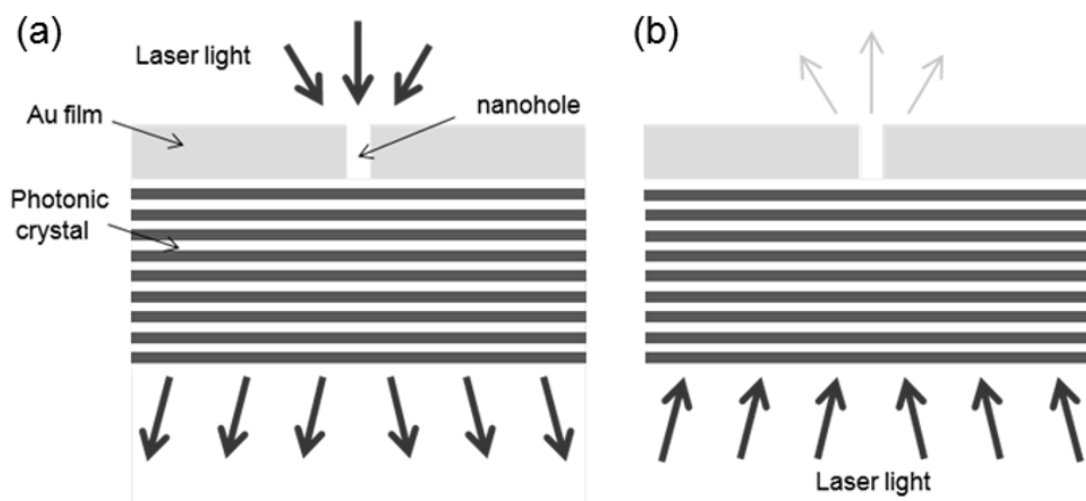 (a)
(b)
Laser light
nanohole
Au film
Photonic
crystal
Laser light